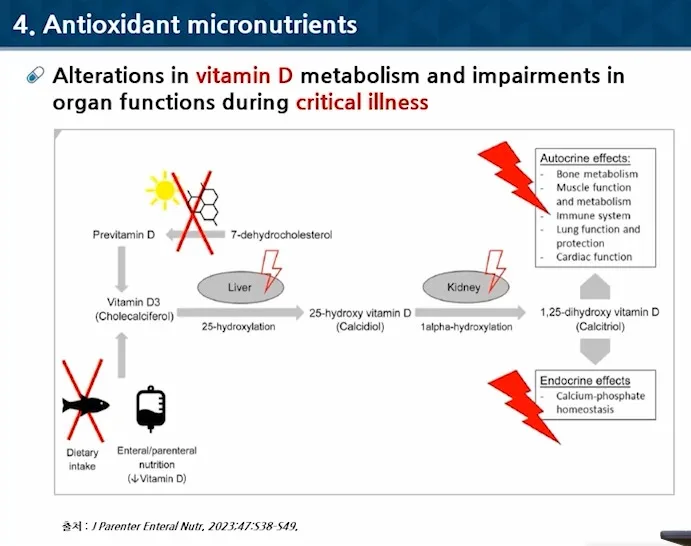 4. Antioxidant micronutrients
Alterations in vitamin D metabolism and impairments in
organ functions during critical illness
Autocrine effects:
- Bone metabolism
- Muscle function
and metabolism
- Immune system
- Lung function and
protection
- Cardiac function
Previtamin D
7-dehydrocholesterol
Liver
Kidney
Vitamin D3
(Cholecalciferol)
25-hydroxylation
25-hydroxy vitamin D
(Calcidiol)
1alpha-hydroxylation
1,25-dihydroxy vitamin D
(Calcitriol)
Endocrine effects
- Calcium-phosphate
homeostasis
Dietary
intake
Enteral/parenteral
nutrition
(↓Vitamin D)
출처 : J Parenter Enteral Nutr. 2023;47:S38-S49.